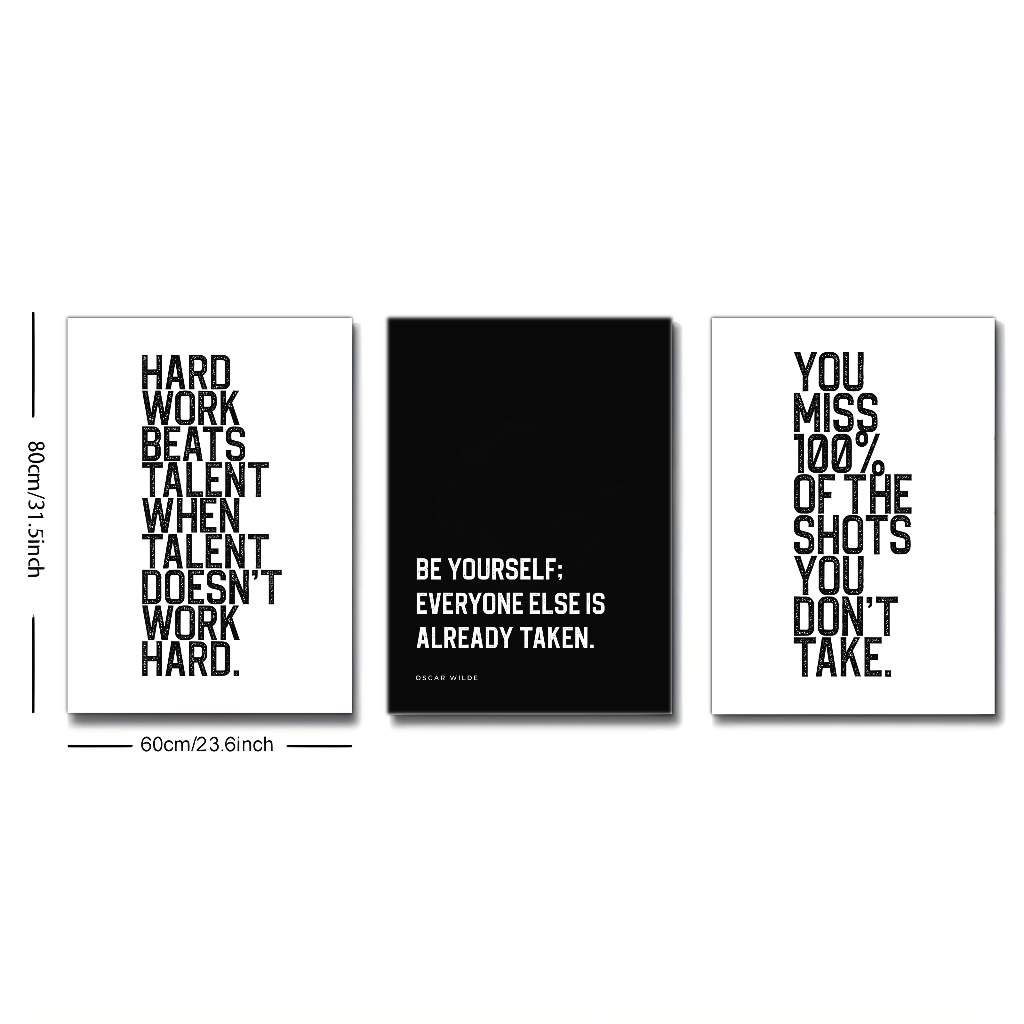 80cm/31.5inch
HARD
WORK
BEATS
TALENT
WHEN
TALENT
DOESN'T
WORK
HARD.
60cm/23.6inch
BE YOURSELF;
EVERYONE ELSE IS
ALREADY TAKEN.
OSCAR WILDE
YOU
MISS
100%
OF THE
SHOTS
YOU
DON'T
TAKE.